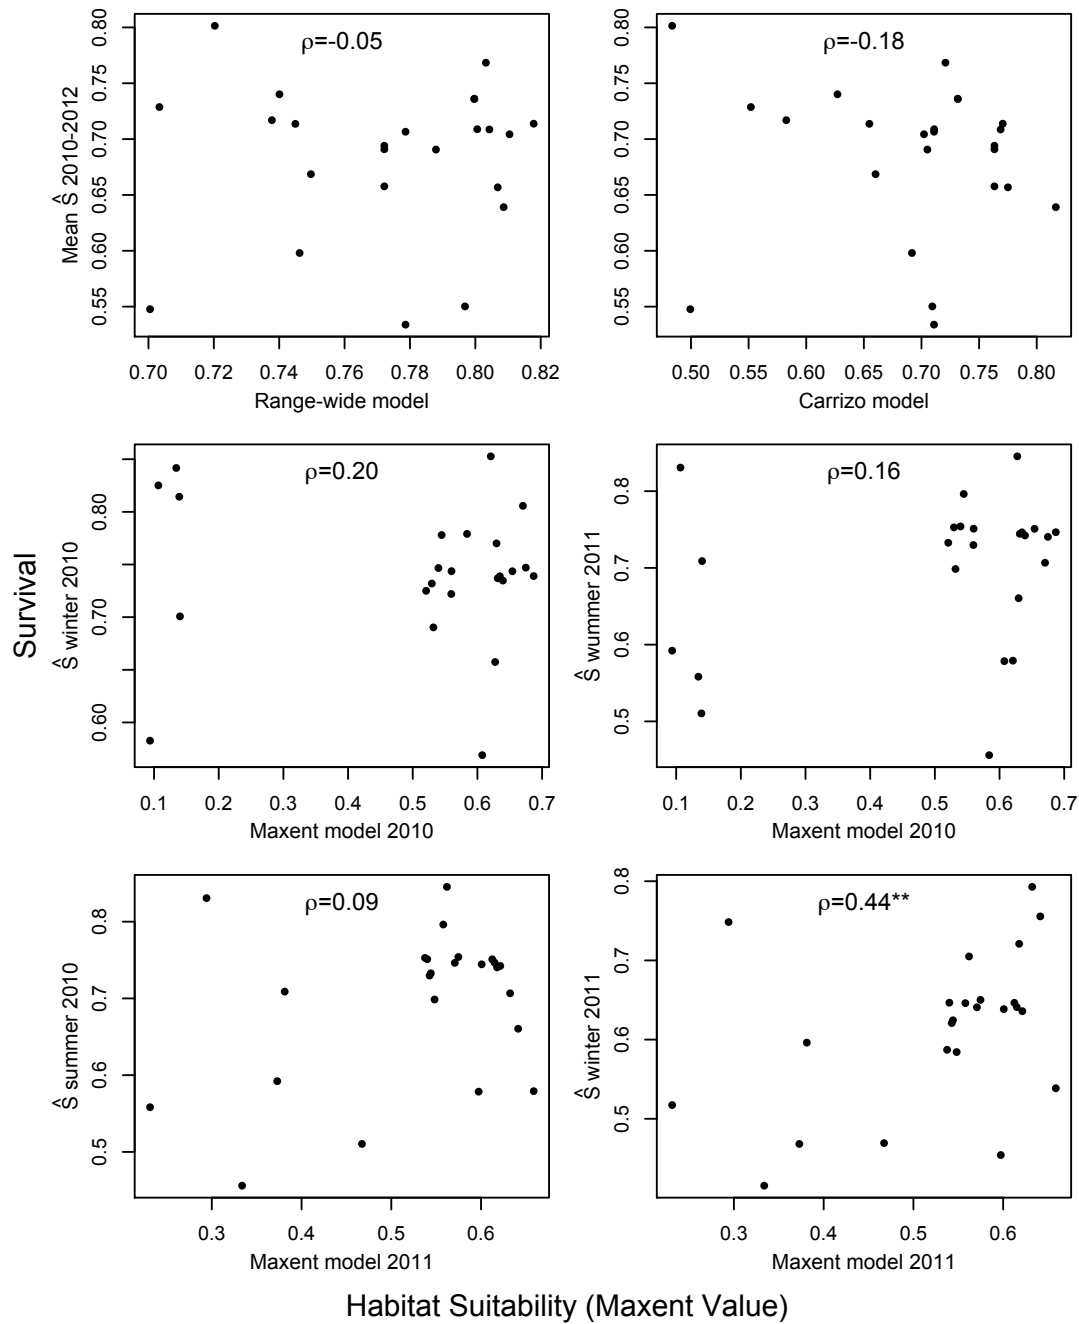 ρ=-0.05
0.55 0.60 0.65 0.70 0.75 0.80
Mean Ŝ 2010-2012
0.70 0.72 0.74 0.76 0.78 0.80 0.82
Range-wide model
ρ=-0.18
0.55 0.60 0.65 0.70 0.75 0.80
0.50 0.55 0.60 0.65 0.70 0.75 0.80
Carrizo model
Survival
ρ=0.20
0.60 0.70 0.80
Ŝ winter 2010
0.1 0.2 0.3 0.4 0.5 0.6 0.7
Maxent model 2010
ρ=0.16
0.5 0.6 0.7 0.8
Ŝ wummer 2011
0.1 0.2 0.3 0.4 0.5 0.6 0.7
Maxent model 2010
ρ=0.09
0.5 0.6 0.7 0.8
Ŝ summer 2010
0.3 0.4 0.5 0.6
Maxent model 2011
ρ=0.44**
0.5 0.6 0.7 0.8
Ŝ winter 2011
0.3 0.4 0.5 0.6
Maxent model 2011
Habitat Suitability (Maxent Value)